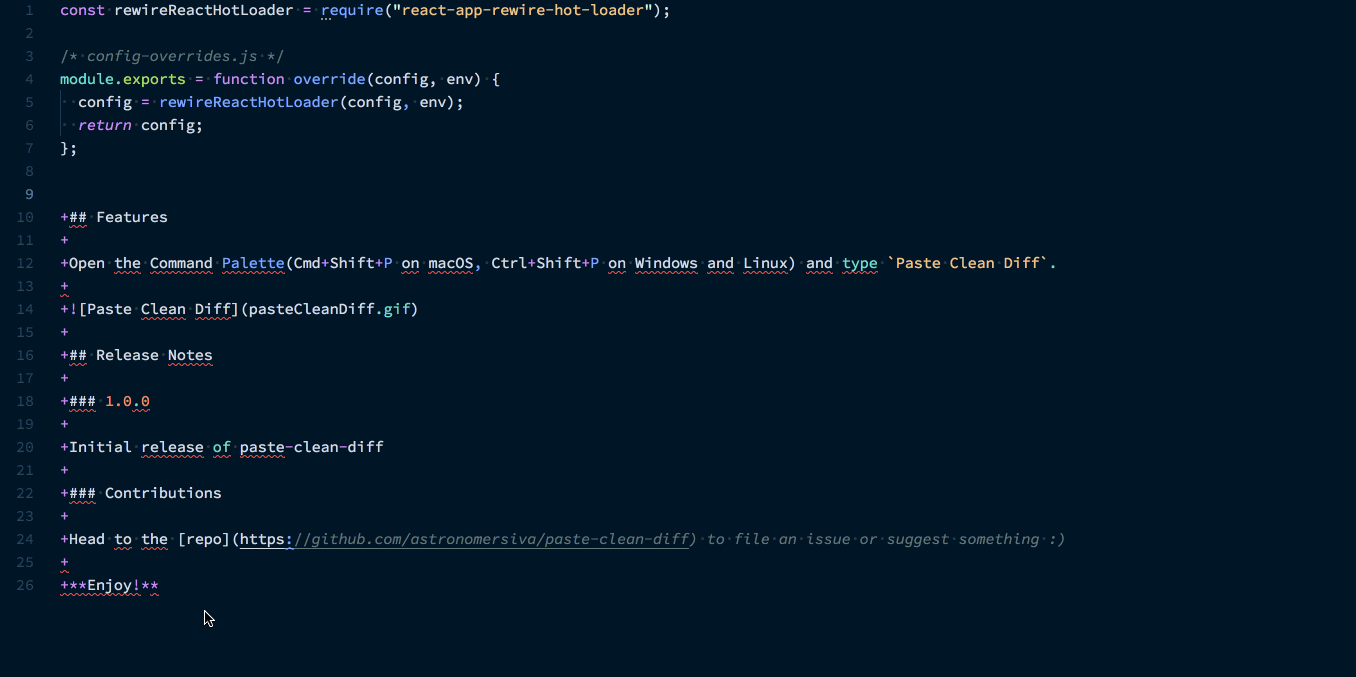 1 const rewireReactHotLoader = require("react-app-rewire-hot-loader");
2
3 /* config-overrides.js */
4 module.exports = function override(config, env) {
5   config = rewireReactHotLoader(config, env);
6   return config;
7 };
8
9
10 +## Features
11 +
12 +Open the Command Palette(Cmd+Shift+P on macOS, Ctrl+Shift+P on Windows and Linux) and type `Paste Clean Diff`.
13 +
14 +![Paste Clean Diff](pasteCleanDiff.gif)
15 +
16 +## Release Notes
17 +
18 +### 1.0.0
19 +
20 +Initial release of paste-clean-diff
21 +
22 +### Contributions
23 +
24 +Head to the [repo](https://github.com/astronomersiva/paste-clean-diff) to file an issue or suggest something :)
25 +
26 +**Enjoy!**